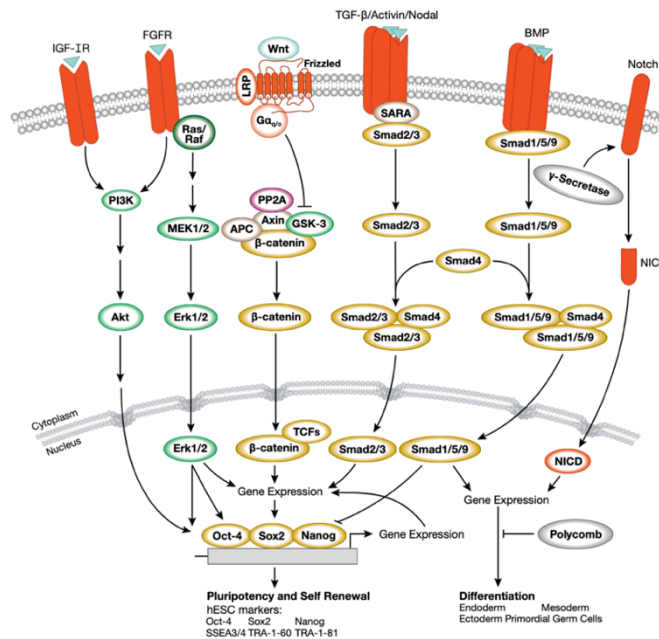 TGF-β/Activin/Nodal
IGF-IR
FGFR
Wnt
BMP
Notch
Frizzled
LRP
Gαq/o
SARA
Ras/
Raf
Smad2/3
Smad1/5/9
γ-Secretase
PI3K
PP2A
Axin
MEK1/2
APC
GSK-3
β-catenin
Smad2/3
Smad1/5/9
Smad4
NIC
Akt
Erk1/2
β-catenin
Smad2/3
Smad4
Smad2/3
Smad1/5/9
Smad4
Smad1/5/9
Cytoplasm
Nucleus
TCFs
Erk1/2
β-catenin
Smad2/3
Smad1/5/9
NICD
Gene Expression
Gene Expression
Oct-4
Sox2
Nanog
Gene Expression
Polycomb
Pluripotency and Self Renewal
hESC markers:
Oct-4 Sox2 Nanog
SSEA3/4 TRA-1-60 TRA-1-81
Differentiation
Endoderm Mesoderm
Ectoderm Primordial Germ Cells